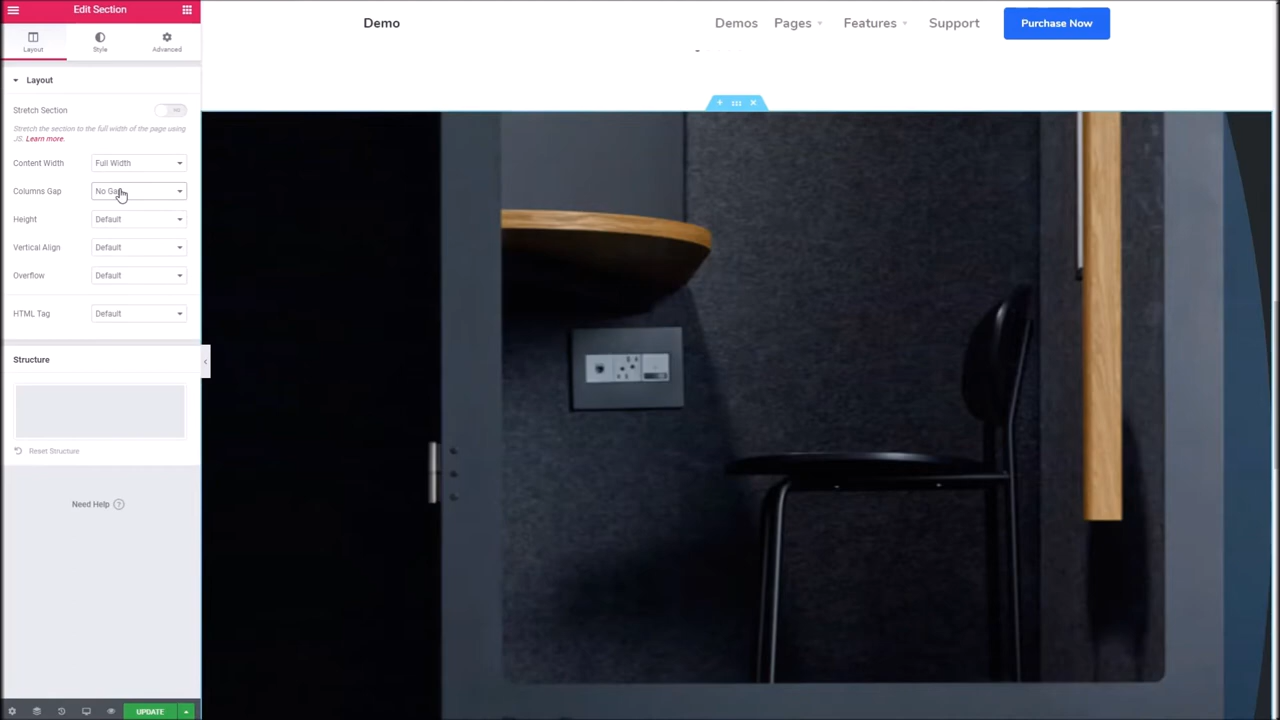 Edit Section
Demo
Demos
Pages
Features
Support
Purchase Now
Layout
Style
Advanced
Layout
Stretch Section
Stretch the section to the full width of the page using
JS. Learn more.
Content Width
Full Width
Columns Gap
Height
Default
Vertical Align
Default
Overflow
Default
HTML Tag
Default
Structure
Reset Structure
Need Help ?
UPDATE